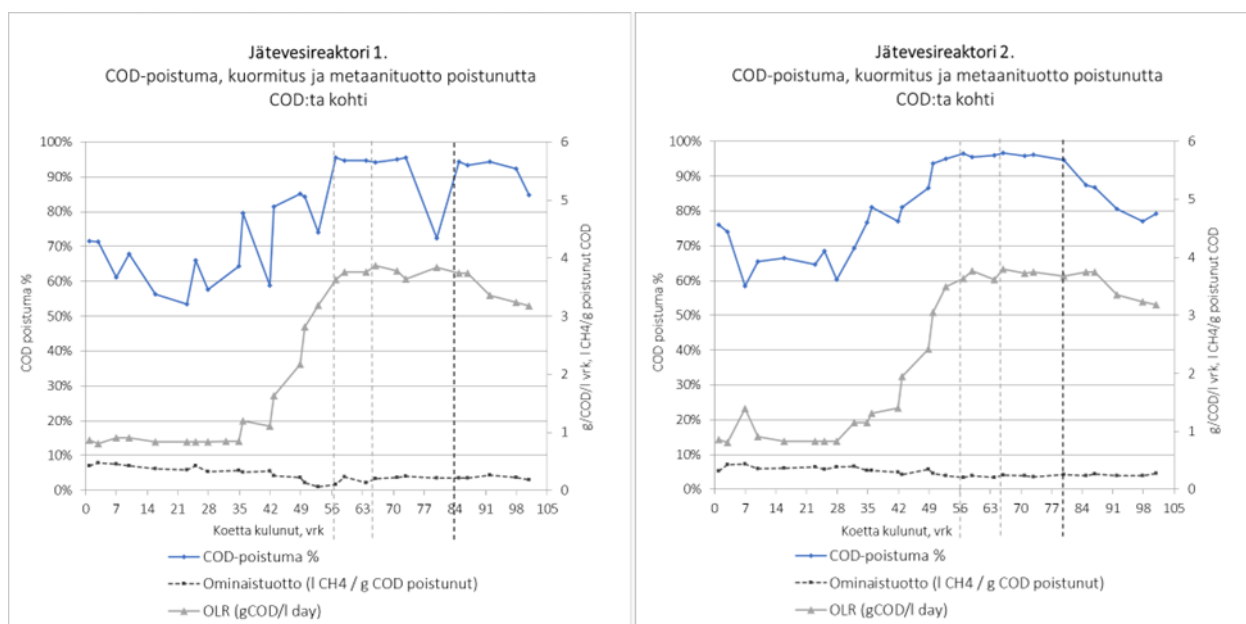 Jätevesireaktori 1.
COD-poistuma, kuormitus ja metaanituotto poistunutta
COD:ta kohti
100%
90%
80%
70%
60%
50%
40%
30%
20%
10%
0%
COD poistuma %
6
5
4
3
2
1
0
g/COD/l vrk, l CH4/g poistunut COD
0 7 14 21 28 35 42 49 56 63 70 77 84 91 98 105
Koetta kulunut, vrk
COD-poistuma %
Ominaistuotto (l CH4 / g COD poistunut)
OLR (gCOD/l day)
Jätevesireaktori 2.
COD-poistuma, kuormitus ja metaanituotto poistunutta
COD:ta kohti
100%
90%
80%
70%
60%
50%
40%
30%
20%
10%
0%
COD poistuma %
6
5
4
3
2
1
0
g/COD/l vrk, l CH4/g poistunut COD
0 7 14 21 28 35 42 49 56 63 70 77 84 91 98 105
Koetta kulunut, vrk
COD-poistuma %
Ominaistuotto (l CH4 / g COD poistunut)
OLR (gCOD/l day)